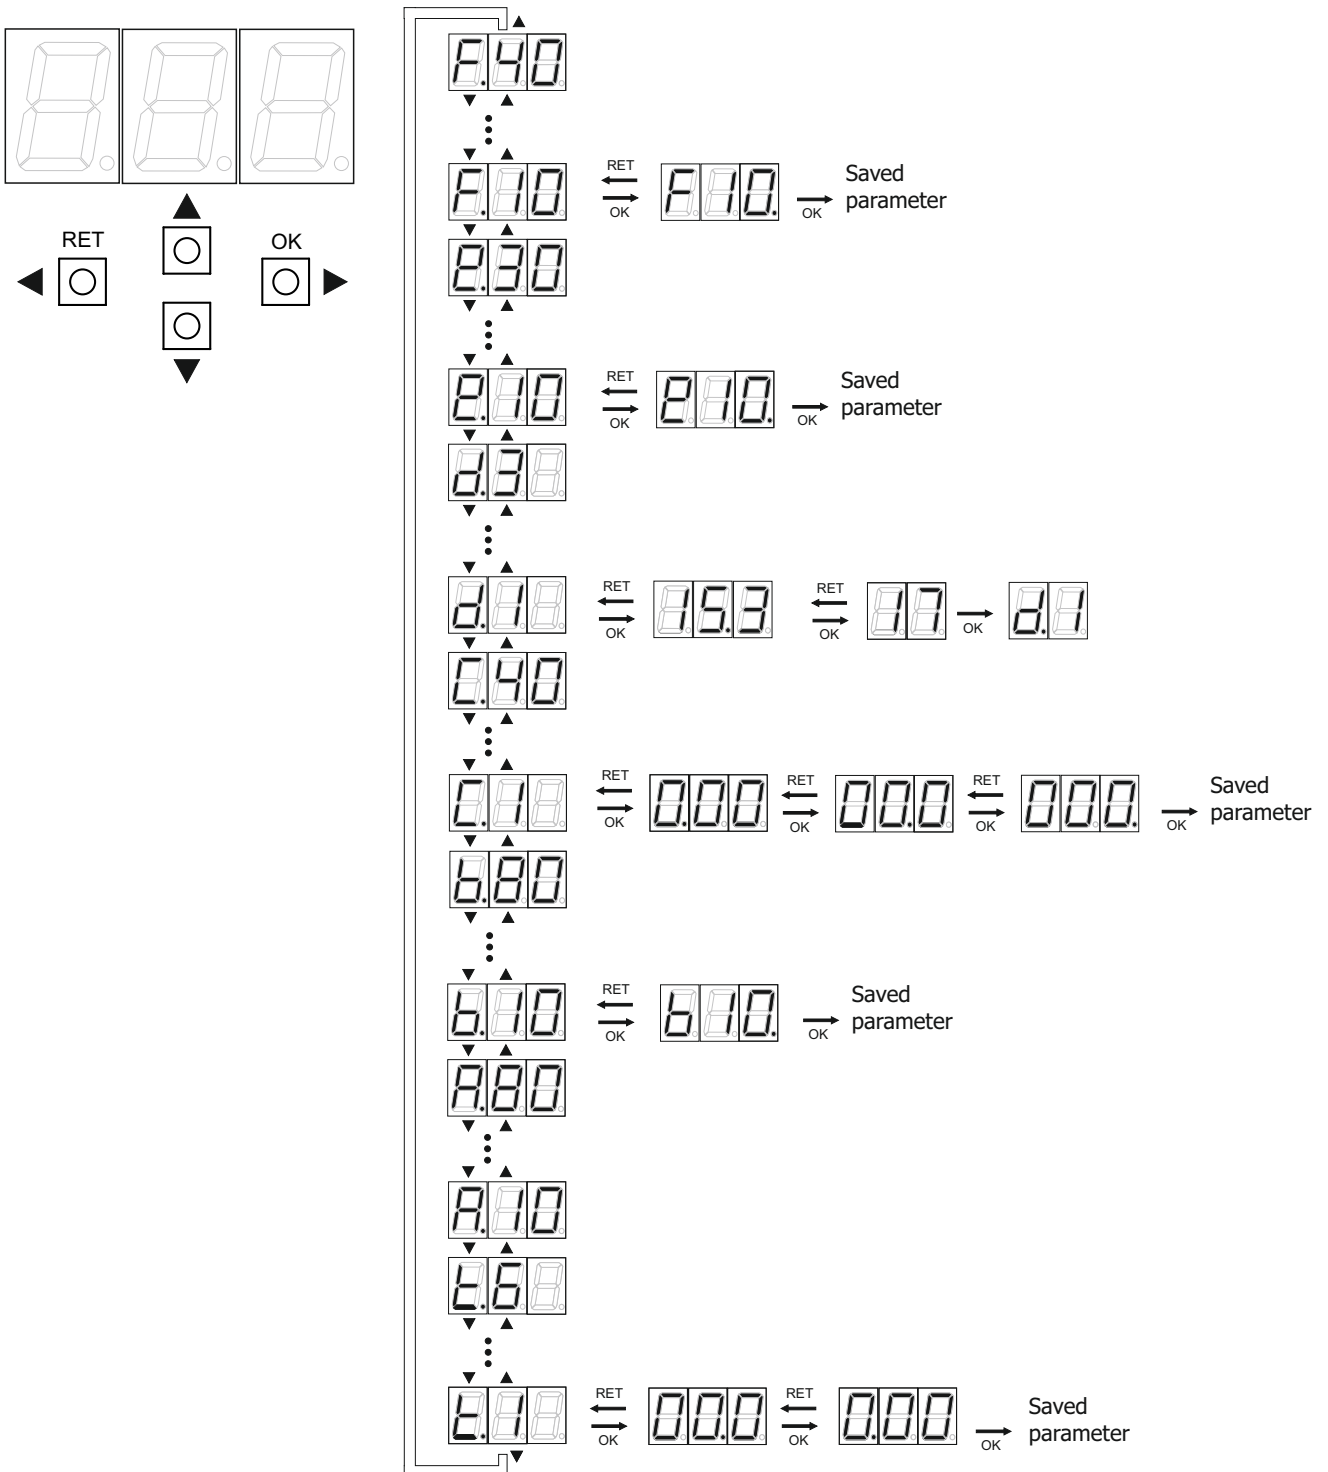 F.40
RET
OK
F.10
RET
OK
F10.
OK
Saved
parameter
e.30
e.10
RET
OK
e10.
OK
Saved
parameter
d.3
d.1
RET
OK
15.3
RET
OK
17
OK
d.1
C.40
C.1
RET
OK
0.00
RET
OK
00.0
RET
OK
000.
OK
Saved
parameter
b.80
b.10
RET
OK
b10.
OK
Saved
parameter
A.80
A.10
t.6
t.1
RET
OK
00.0
RET
OK
0.00
OK
Saved
parameter